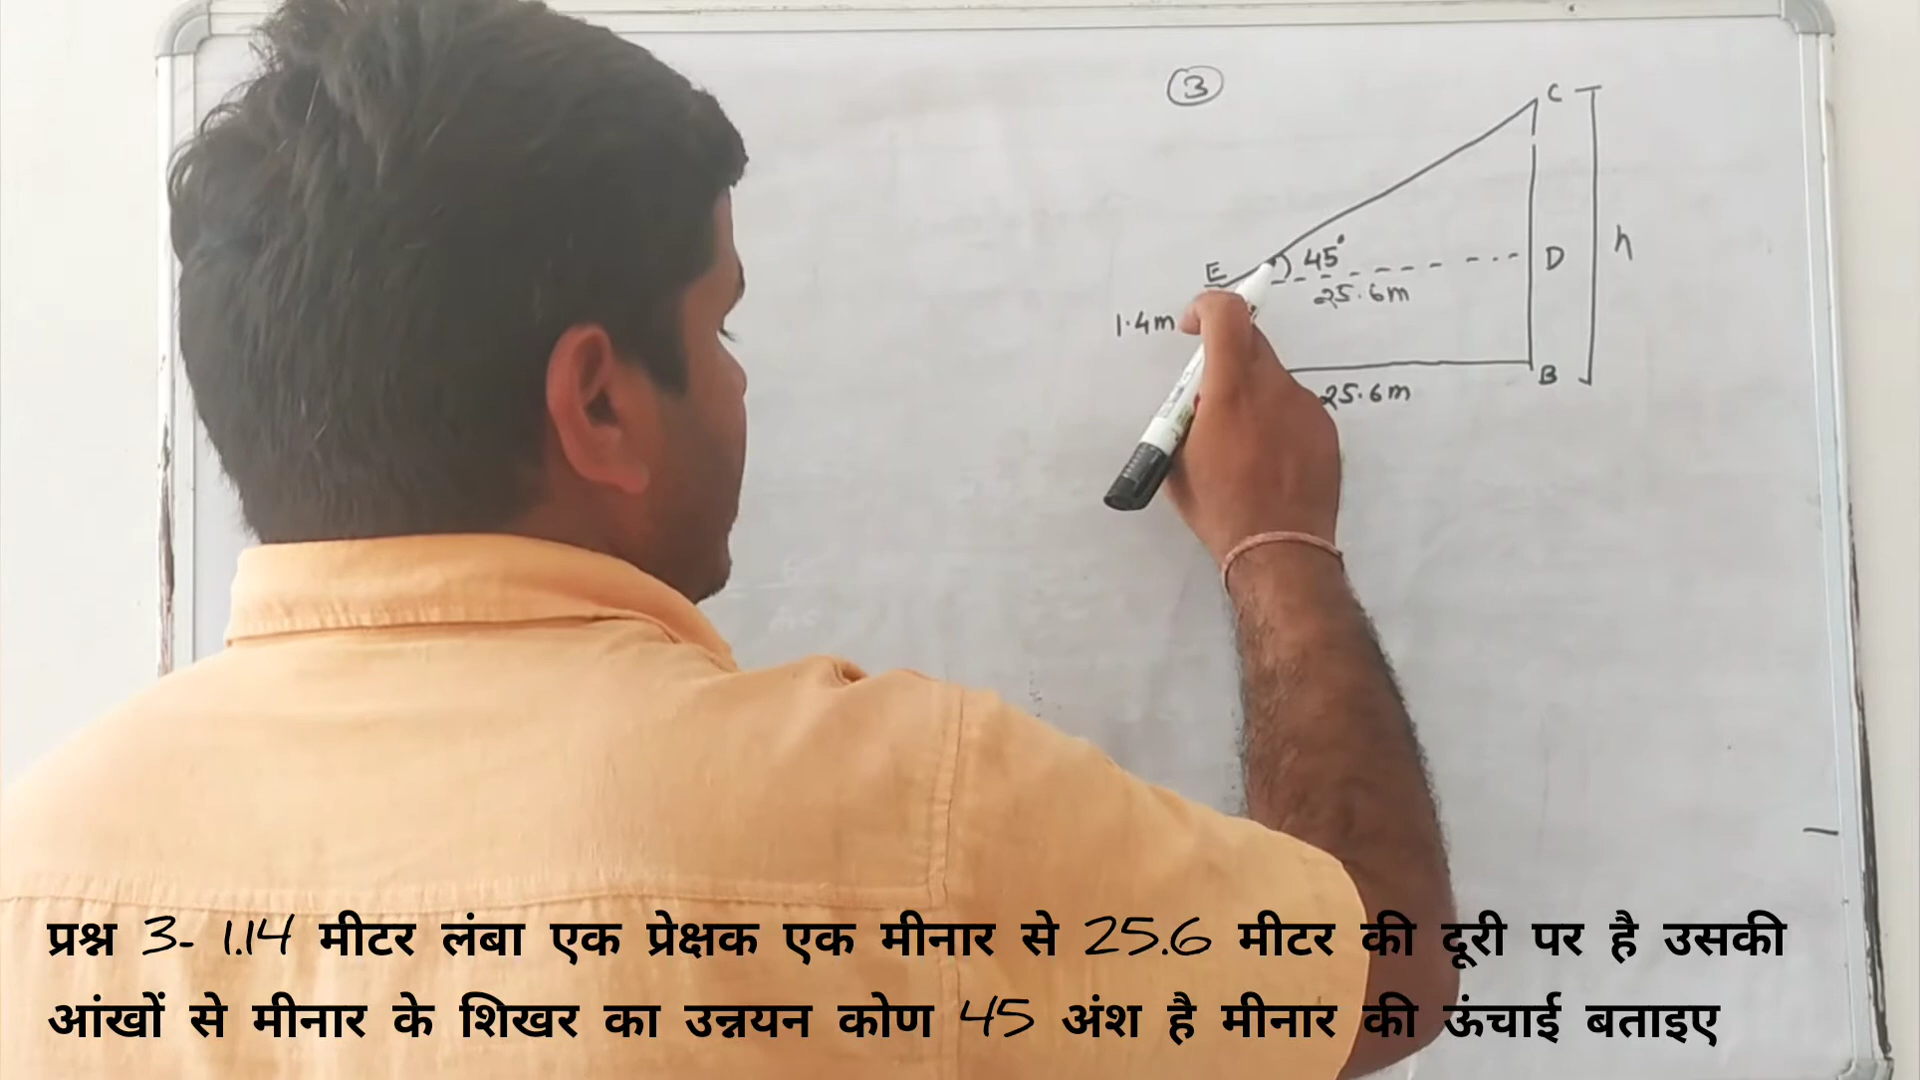 3
C
h
45°
E
D
25.6m
1.4m
B
25.6m
प्रश्न 3- 1.14 मीटर लंबा एक प्रेक्षक एक मीनार से 25.6 मीटर की दूरी पर है उसकी
आंखों से मीनार के शिखर का उन्नयन कोण 45 अंश है मीनार की ऊंचाई बताइए